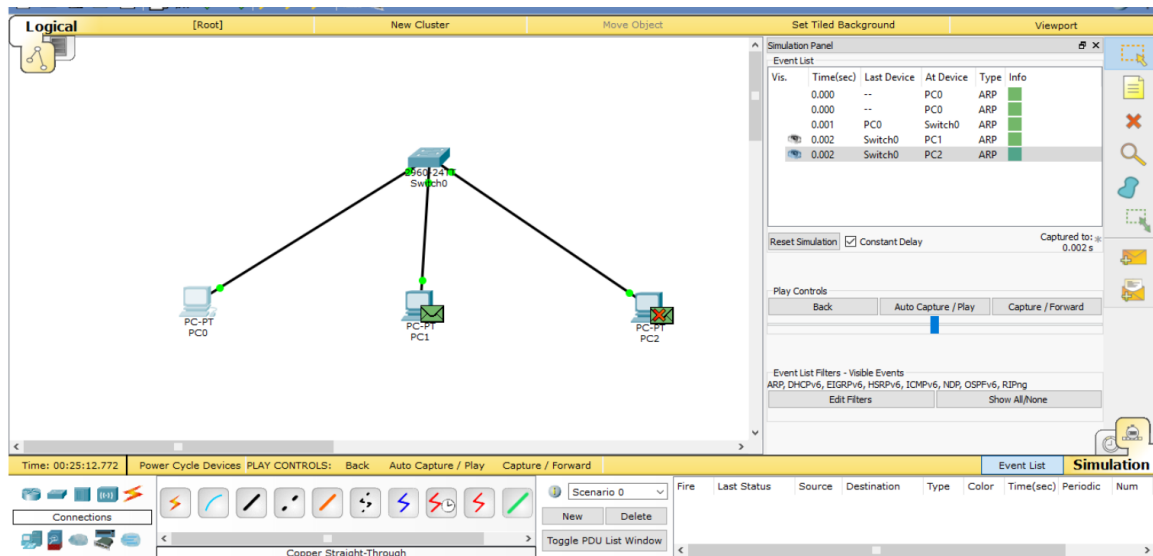 Logical [Root] New Cluster Move Object Set Tiled Background Viewport
Simulation Panel
Event List
Vis. Time(sec) Last Device At Device Type Info
0.000 -- PC0 ARP
0.000 -- PC0 ARP
0.001 PC0 Switch0 ARP
0.002 Switch0 PC1 ARP
0.002 Switch0 PC2 ARP
2960-24TT
Switch0
PC-PT
PC0
PC-PT
PC1
PC-PT
PC2
Reset Simulation Constant Delay Captured to: *
0.002 s
Play Controls
Back Auto Capture / Play Capture / Forward
Event List Filters - Visible Events
ARP, DHCPv6, EIGRPv6, HSRPv6, ICMPv6, NDP, OSPFv6, RIPng
Edit Filters Show All/None
Time: 00:25:12.772 Power Cycle Devices PLAY CONTROLS: Back Auto Capture / Play Capture / Forward Event List Simulation
Connections
Copper Straight-Through
Scenario 0
New Delete
Toggle PDU List Window
Fire Last Status Source Destination Type Color Time(sec) Periodic Num